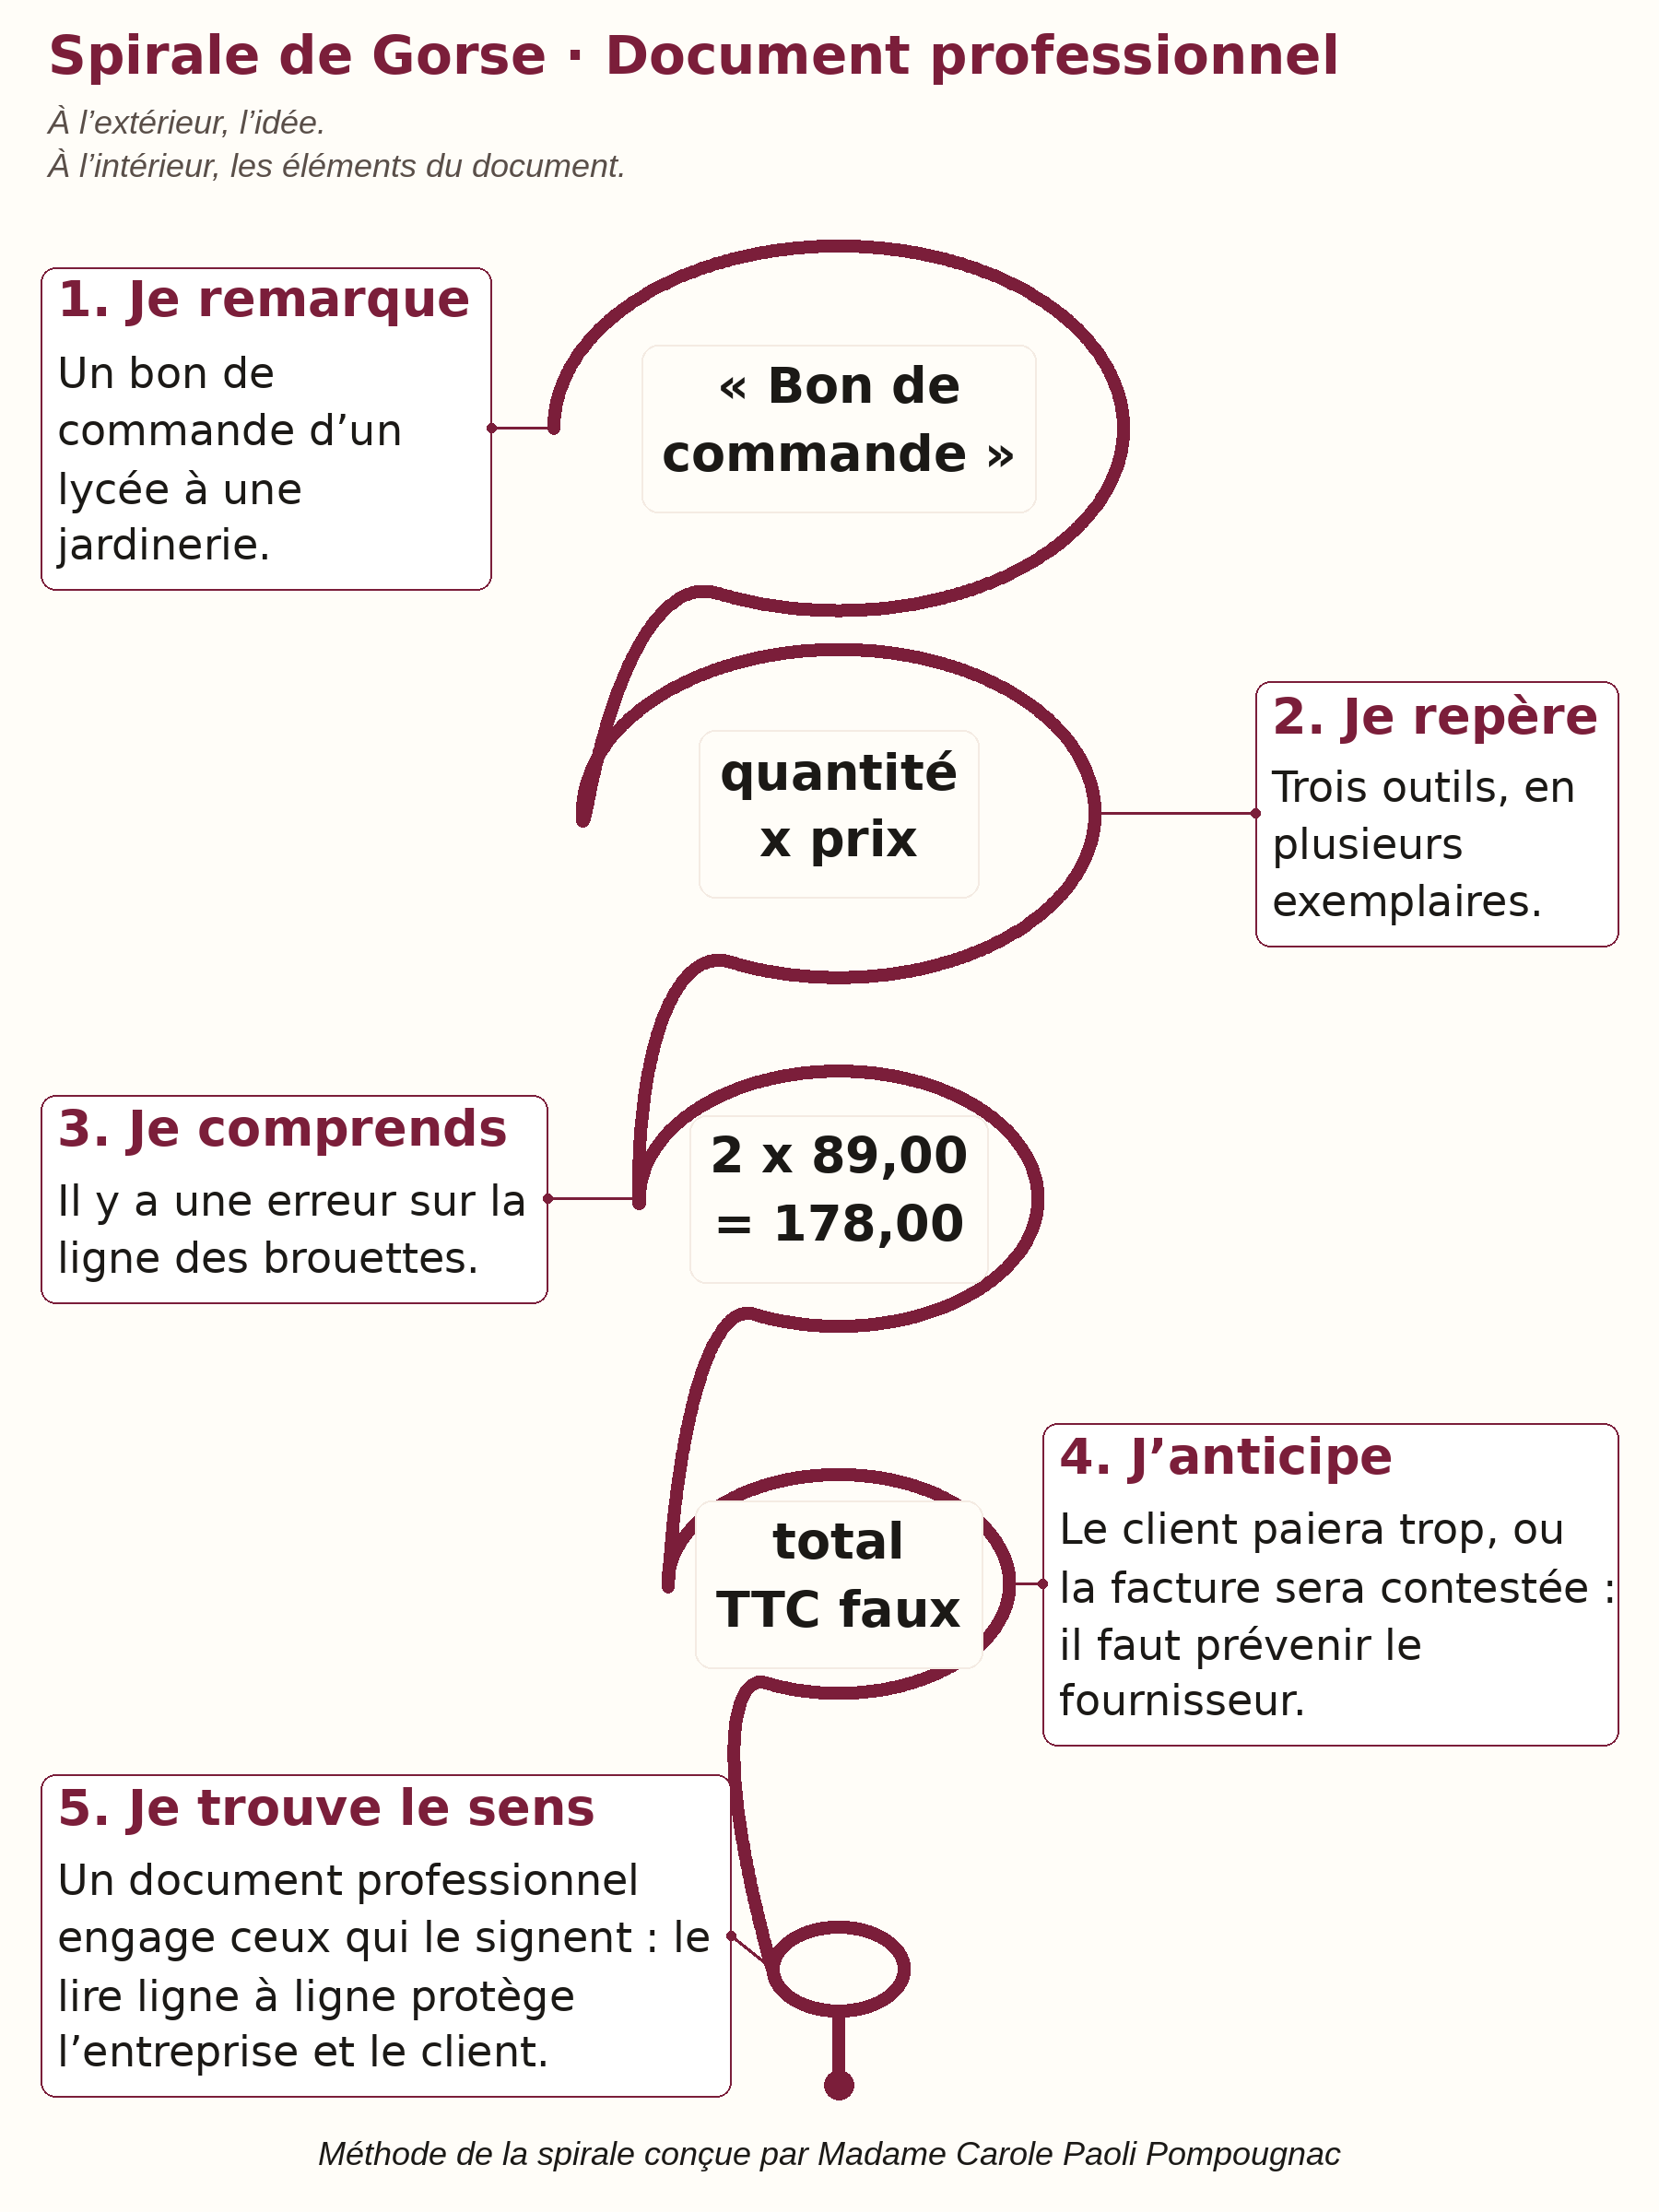 Spirale de Gorse · Document professionnel
À l’extérieur, l’idée.
À l’intérieur, les éléments du document.
1. Je remarque
Un bon de
commande d’un
lycée à une
jardinerie.
« Bon de
commande »
quantité
x prix
2. Je repère
Trois outils, en
plusieurs
exemplaires.
3. Je comprends
Il y a une erreur sur la
ligne des brouettes.
2 x 89,00
= 178,00
total
TTC faux
4. J’anticipe
Le client paiera trop, ou
la facture sera contestée :
il faut prévenir le
fournisseur.
5. Je trouve le sens
Un document professionnel
engage ceux qui le signent : le
lire ligne à ligne protège
l’entreprise et le client.
Méthode de la spirale conçue par Madame Carole Paoli Pompougnac